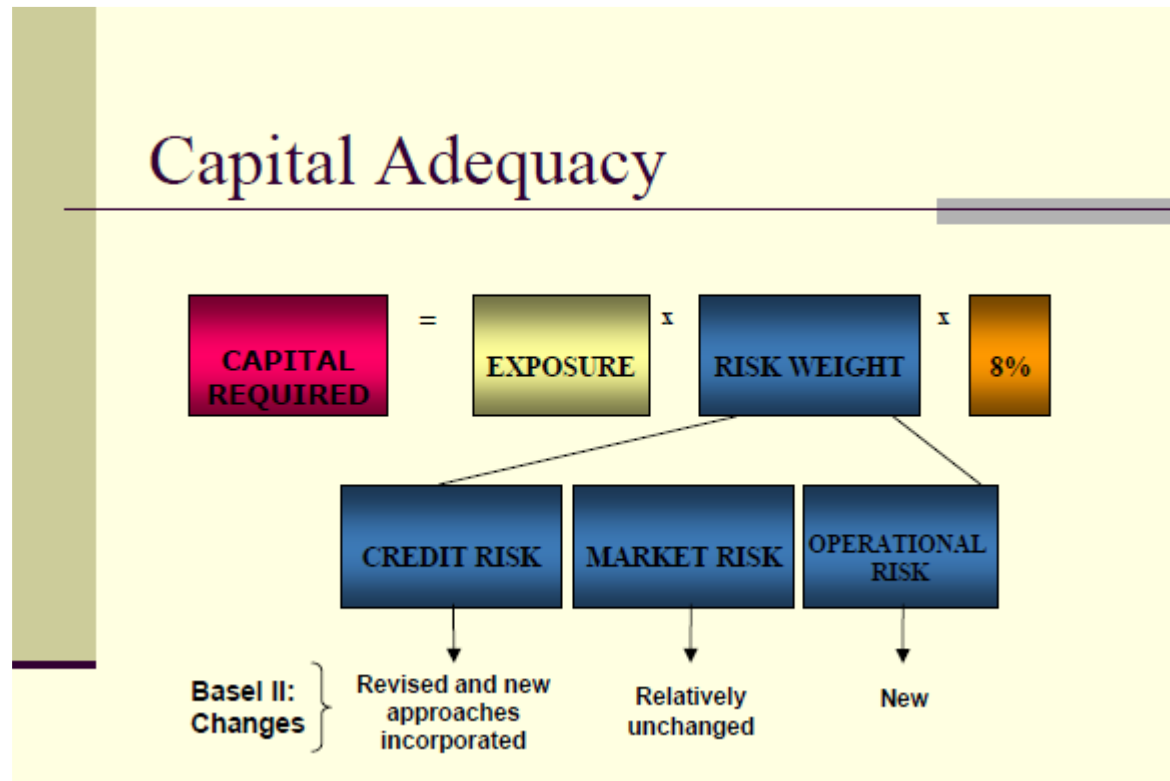 Capital Adequacy
CAPITAL
REQUIRED
=
EXPOSURE
x
RISK WEIGHT
x
8%
CREDIT RISK
MARKET RISK
OPERATIONAL
RISK
Basel II:
Changes
Revised and new
approaches
incorporated
Relatively
unchanged
New